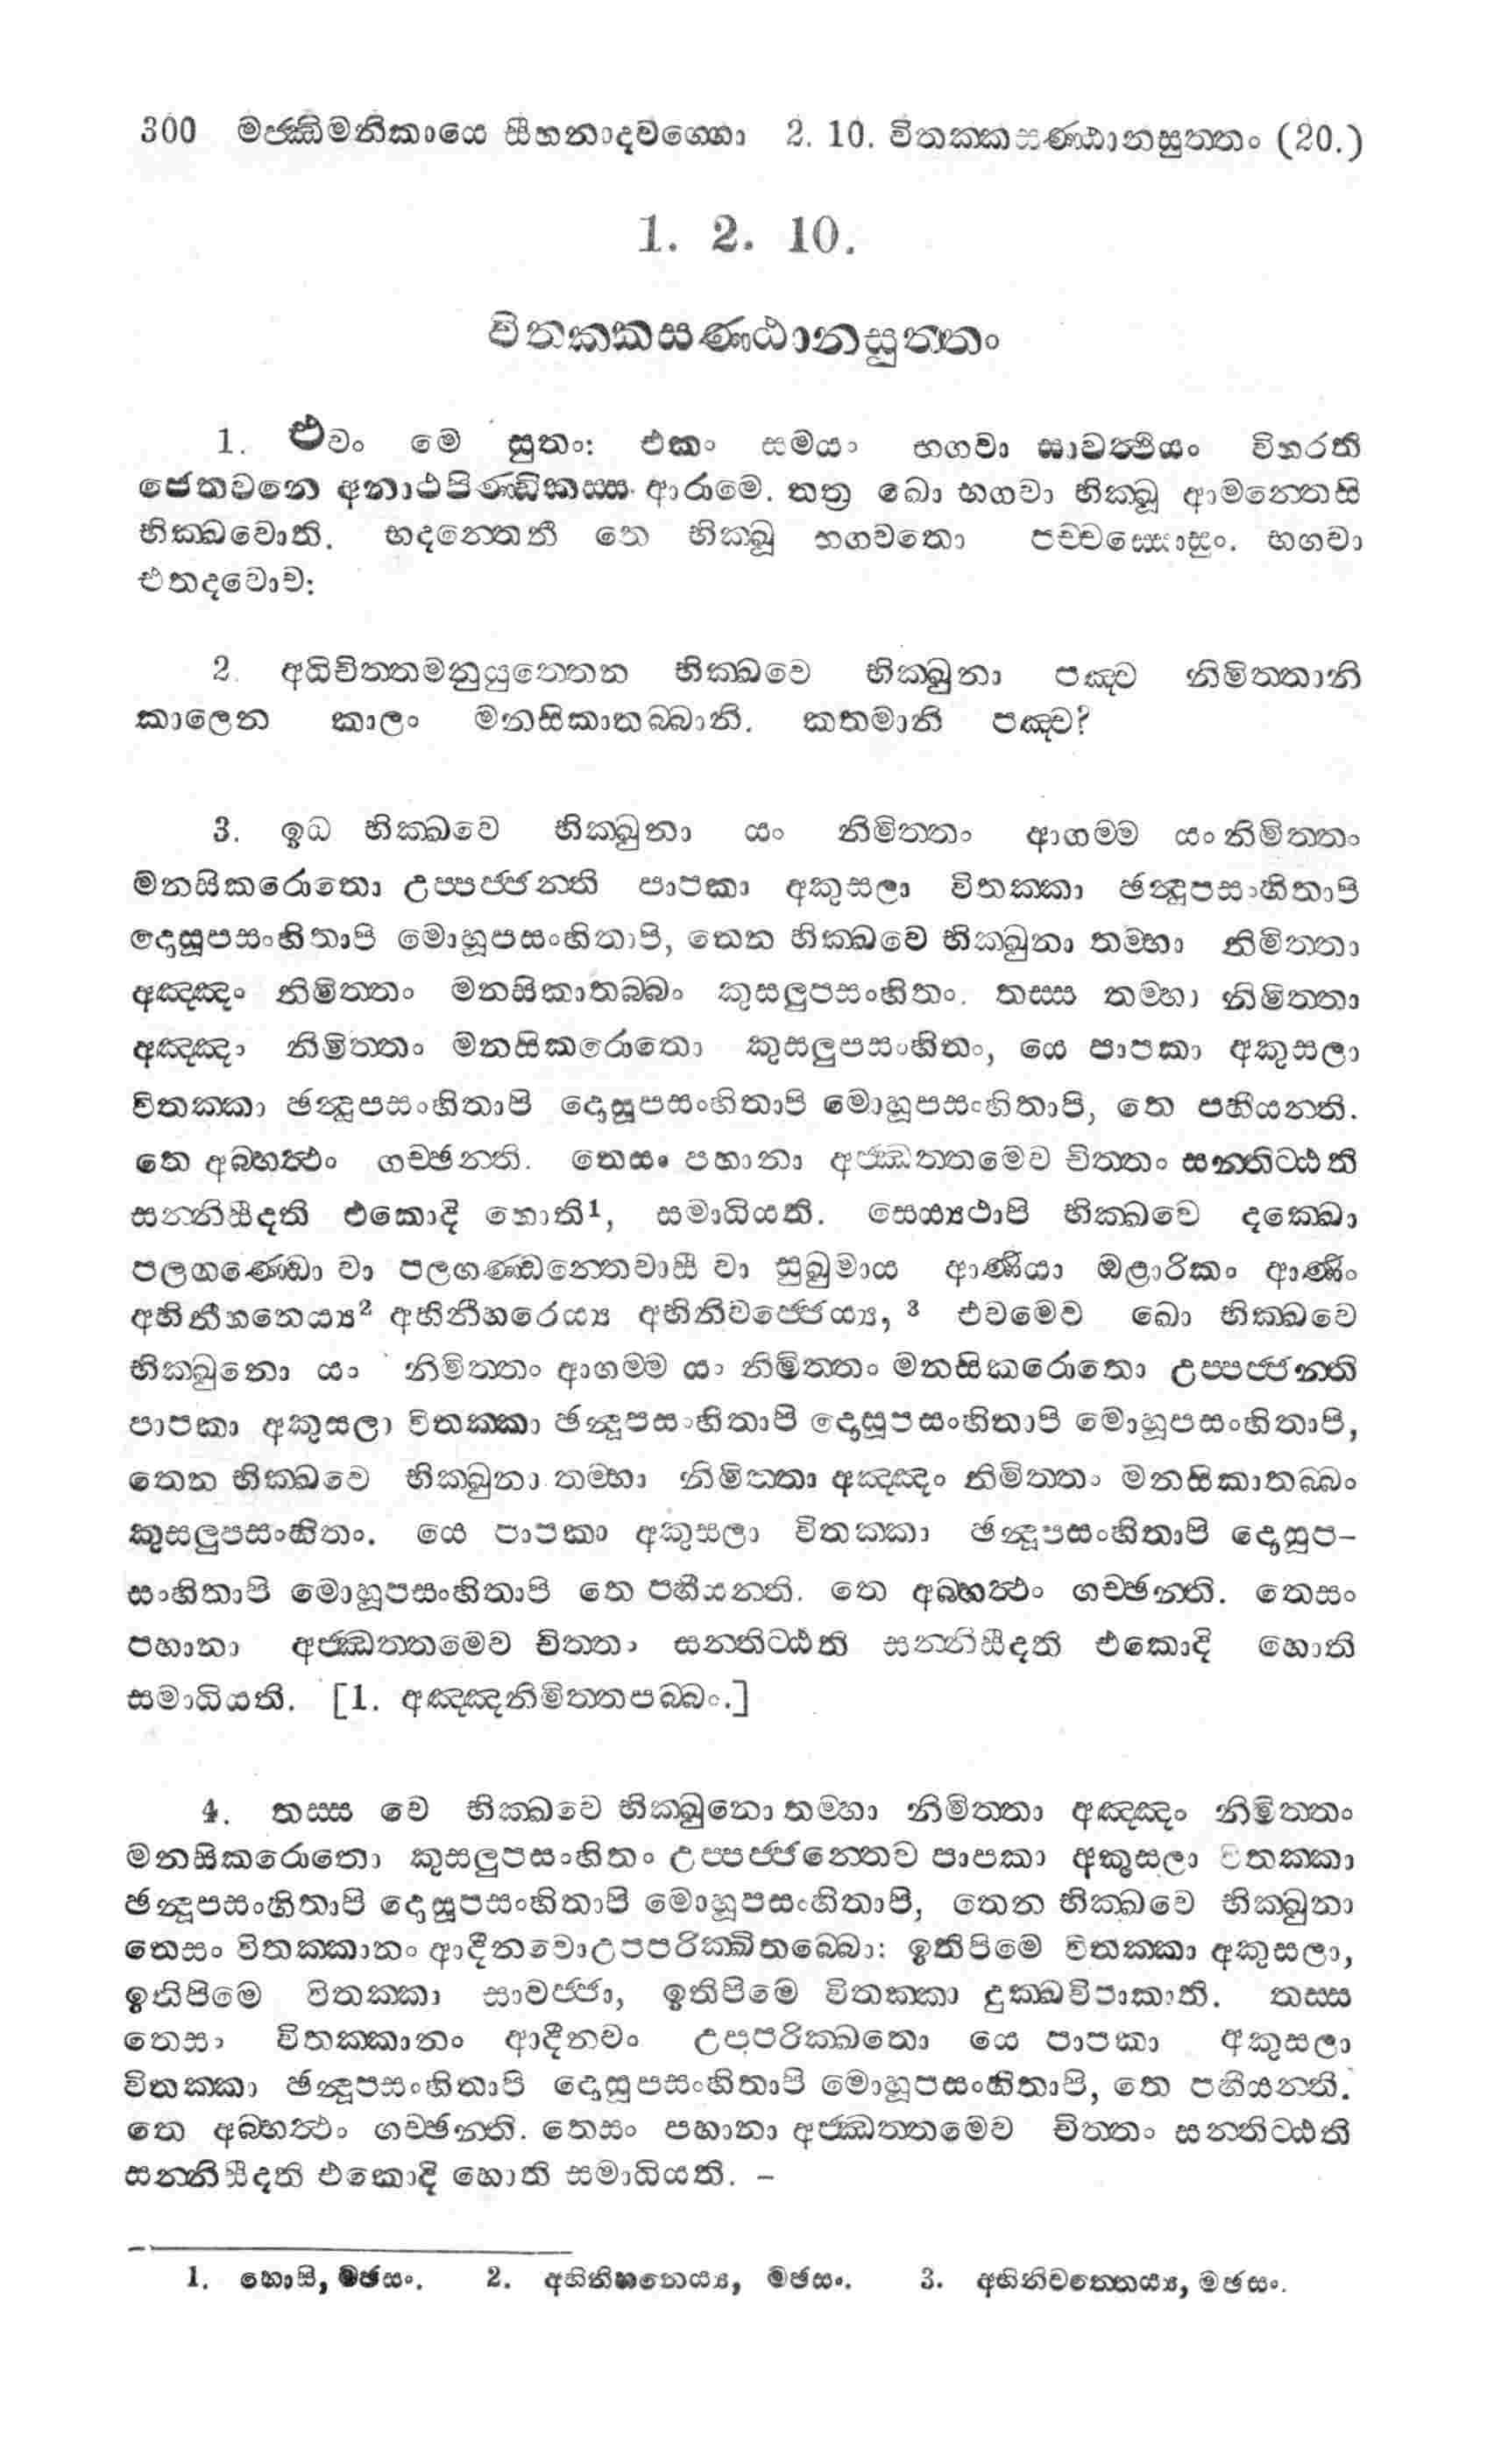 300 මජ්ඣිමනිකායෙ සීහනාදවග්ගො 2. 10. විතක්කසණ්ඨානසුත්තං (20.)
1. 2. 10.
විතක්කසණ්ඨානසුත්තං
1. එවං මෙ සුතං: එකං සමයං භගවා සාවත්ථියං විහරති
ජෙතවනෙ අනාථපිණ්ඩිකස්ස ආරාමෙ. තත්‍ර ඛො භගවා භික්ඛූ ආමන්තෙසි
භික්ඛවොති. භදන්තෙති තෙ භික්ඛූ භගවතො පච්චස්සොසුං. භගවා
එතදවොච:
2. අධිචිත්තමනුයුත්තෙන භික්ඛවෙ භික්ඛුනා පඤ්ච නිමිත්තානි
කාලෙන කාලං මනසිකාතබ්බානි. කතමානි පඤ්ච?
3. ඉධ භික්ඛවෙ භික්ඛුනා යං නිමිත්තං ආගම්ම යං නිමිත්තං
මනසිකරොතො උප්පජ්ජන්ති පාපකා අකුසලා විතක්කා ඡන්දූපසංහිතාපි
දොසූපසංහිතාපි මොහූපසංහිතාපි, තෙන භික්ඛවෙ භික්ඛුනා තම්හා නිමිත්තා
අඤ්ඤං නිමිත්තං මනසිකාතබ්බං කුසලූපසංහිතං. තස්ස තම්හා නිමිත්තා
අඤ්ඤං නිමිත්තං මනසිකරොතො කුසලූපසංහිතං, යෙ පාපකා අකුසලා
විතක්කා ඡන්දූපසංහිතාපි දොසූපසංහිතාපි මොහූපසංහිතාපි, තෙ පහීයන්ති.
තෙ අබ්භත්ථං ගච්ඡන්ති. තෙසං පහානා අජ්ඣත්තමෙව චිත්තං සන්තිට්ඨති
සන්නිසීදති එකොදි හොති¹, සමාධියති. සෙය්‍යථාපි භික්ඛවෙ දක්ඛො
පලගණ්ඩො වා පලගණ්ඩන්තෙවාසී වා සුඛුමාය ආණියා ඔළාරිකං ආණිං
අභිනීහනෙය්‍ය² අභිනීහරෙය්‍ය අභිනිවජ්ජෙය්‍ය, ³ එවමෙව ඛො භික්ඛවෙ
භික්ඛුනො යං නිමිත්තං ආගම්ම යං නිමිත්තං මනසිකරොතො උප්පජ්ජන්ති
පාපකා අකුසලා විතක්කා ඡන්දූපසංහිතාපි දොසූපසංහිතාපි මොහූපසංහිතාපි,
තෙන භික්ඛවෙ භික්ඛුනා තම්හා නිමිත්තා අඤ්ඤං නිමිත්තං මනසිකාතබ්බං
කුසලූපසංහිතං. යෙ පාපකා අකුසලා විතක්කා ඡන්දූපසංහිතාපි දොසූප-
සංහිතාපි මොහූපසංහිතාපි තෙ පහීයන්ති. තෙ අබ්භත්ථං ගච්ඡන්ති. තෙසං
පහානා අජ්ඣත්තමෙව චිත්තං සන්තිට්ඨති සන්නිසීදති එකොදි හොති
සමාධියති. [1. අඤ්ඤනිමිත්තපබ්බං.]
4. තස්ස වෙ භික්ඛවෙ භික්ඛුනො තම්හා නිමිත්තා අඤ්ඤං නිමිත්තං
මනසිකරොතො කුසලූපසංහිතං උප්පජ්ජන්තෙව පාපකා අකුසලා විතක්කා
ඡන්දූපසංහිතාපි දොසූපසංහිතාපි මොහූපසංහිතාපි, තෙන භික්ඛවෙ භික්ඛුනා
තෙසං විතක්කානං ආදීනවො උපපරික්ඛිතබ්බො: ඉතිපිමෙ විතක්කා අකුසලා,
ඉතිපිමෙ විතක්කා සාවජ්ජා, ඉතිපිමෙ විතක්කා දුක්ඛවිපාකාති. තස්ස
තෙසං විතක්කානං ආදීනවං උපපරික්ඛතො යෙ පාපකා අකුසලා
විතක්කා ඡන්දූපසංහිතාපි දොසූපසංහිතාපි මොහූපසංහිතාපි, තෙ පහීයන්ති.
තෙ අබ්භත්ථං ගච්ඡන්ති. තෙසං පහානා අජ්ඣත්තමෙව චිත්තං සන්තිට්ඨති
සන්නිසීදති එකොදි හොති සමාධියති. –
1. හොසි, මඡසං. 2. අභිනිහනෙය්‍ය, මඡසං. 3. අභිනිවත්තෙය්‍ය, මඡසං.